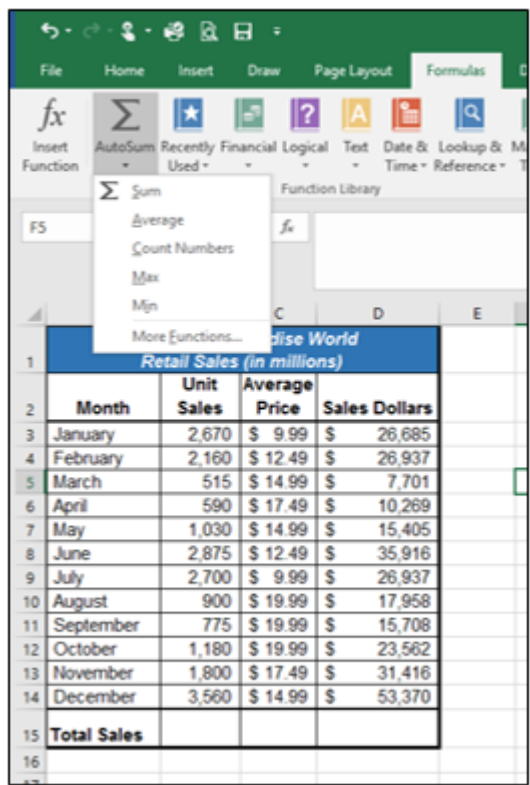 File Home Insert Draw Page Layout Formulas
fx
Insert Function
AutoSum
Recently Used
Financial
Logical
Text
Date & Time
Lookup & Reference
Function Library
Sum
Average
Count Numbers
Max
Min
More Functions...
F5 fx
C D E
1 dise World
Retail Sales (in millions)
2 Month Unit Sales Average Price Sales Dollars
3 January 2,670 $ 9.99 $ 26,685
4 February 2,160 $ 12.49 $ 26,937
5 March 515 $ 14.99 $ 7,701
6 April 590 $ 17.49 $ 10,269
7 May 1,030 $ 14.99 $ 15,405
8 June 2,875 $ 12.49 $ 35,916
9 July 2,700 $ 9.99 $ 26,937
10 August 900 $ 19.99 $ 17,958
11 September 775 $ 19.99 $ 15,708
12 October 1,180 $ 19.99 $ 23,562
13 November 1,800 $ 17.49 $ 31,416
14 December 3,560 $ 14.99 $ 53,370
15 Total Sales
16